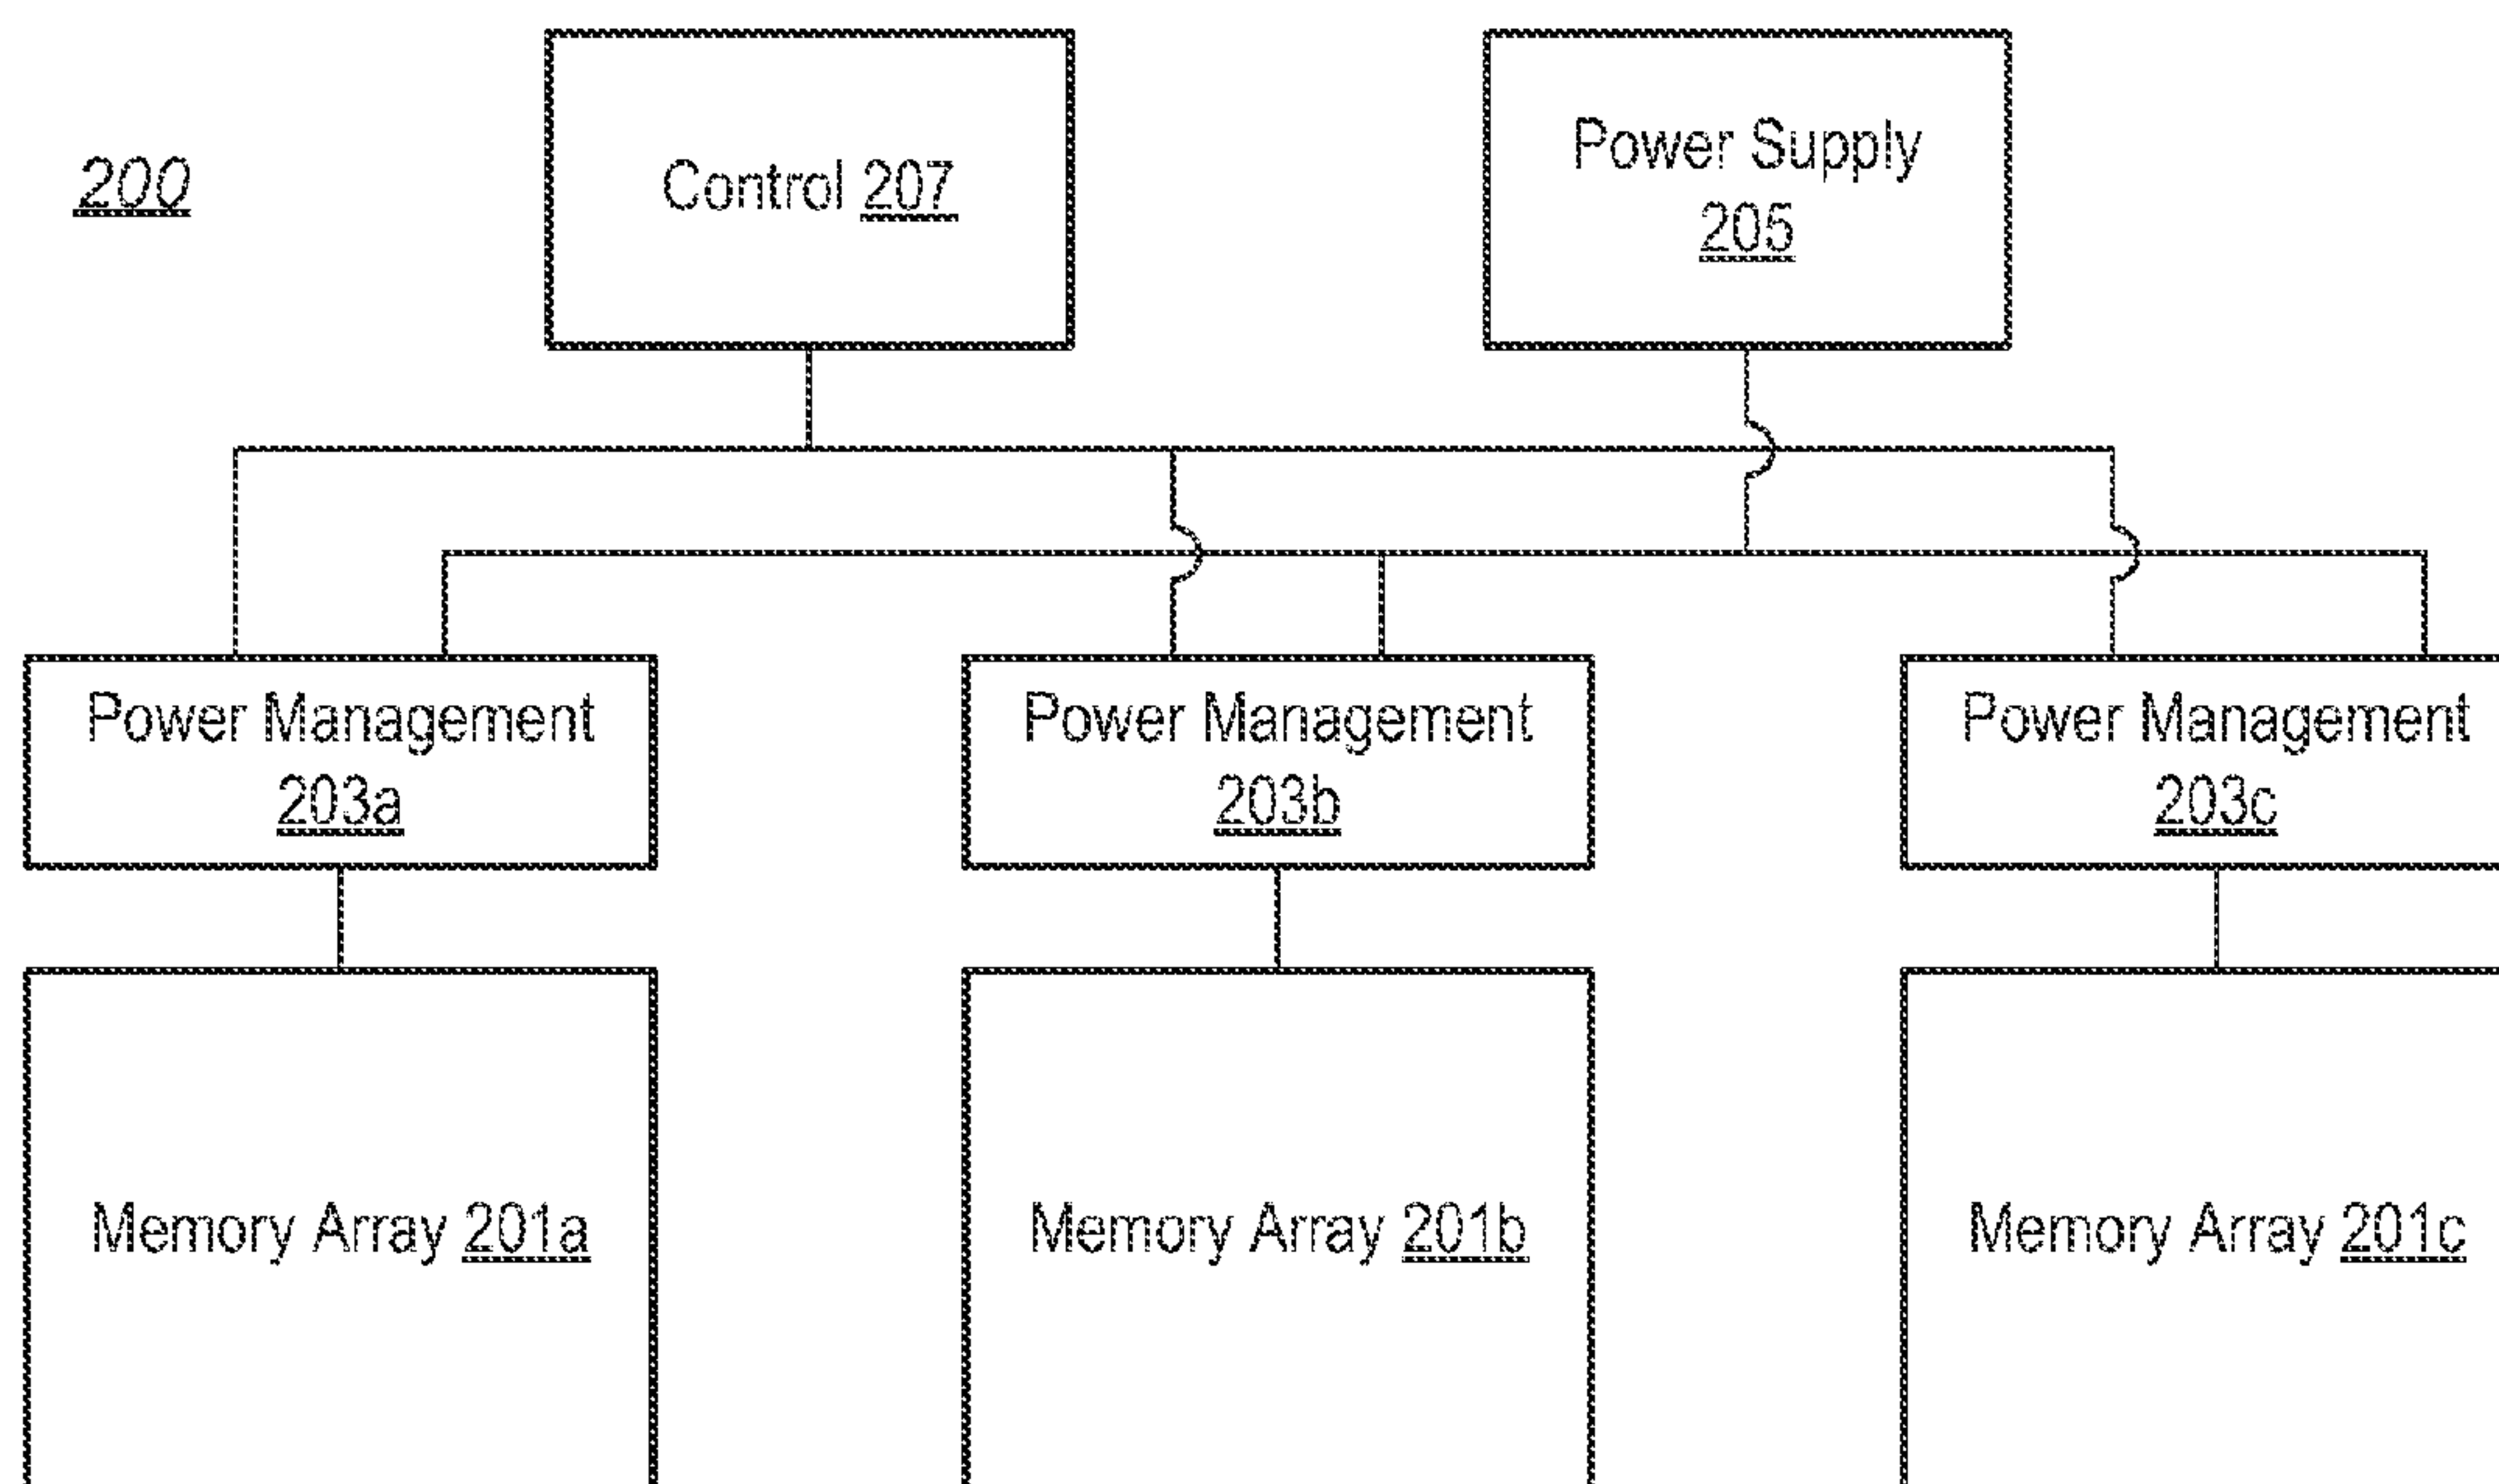 200
Control 207
Power Supply
205
Power Management
203a
Power Management
203b
Power Management
203c
Memory Array 201a
Memory Array 201b
Memory Array 201c